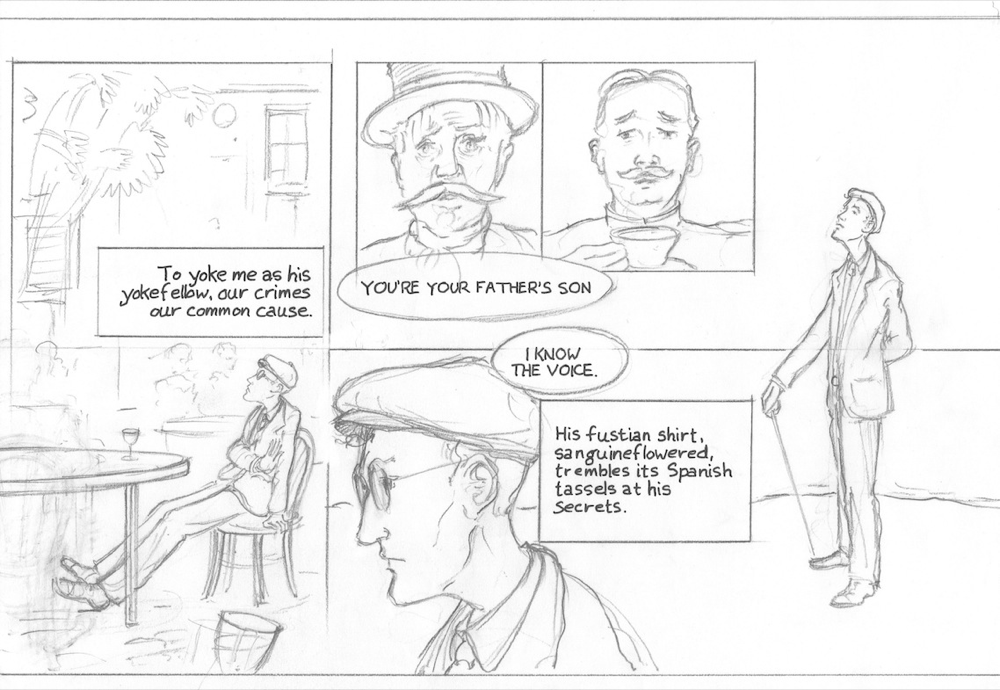 To yoke me as his
yokefellow, our crimes
our common cause.
YOU'RE YOUR FATHER'S SON
I KNOW
THE VOICE.
His fustian shirt,
sanguineflowered,
trembles its Spanish
tassels at his
Secrets.